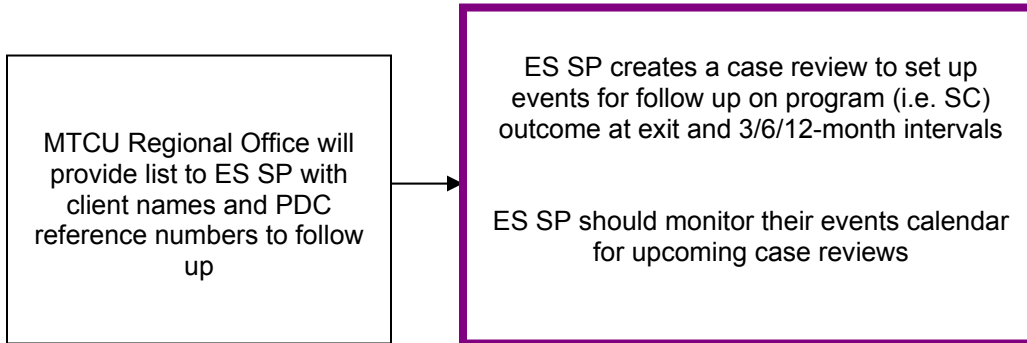 MTCU Regional Office will
provide list to ES SP with
client names and PDC
reference numbers to follow
up
ES SP creates a case review to set up
events for follow up on program (i.e. SC)
outcome at exit and 3/6/12-month intervals
ES SP should monitor their events calendar
for upcoming case reviews